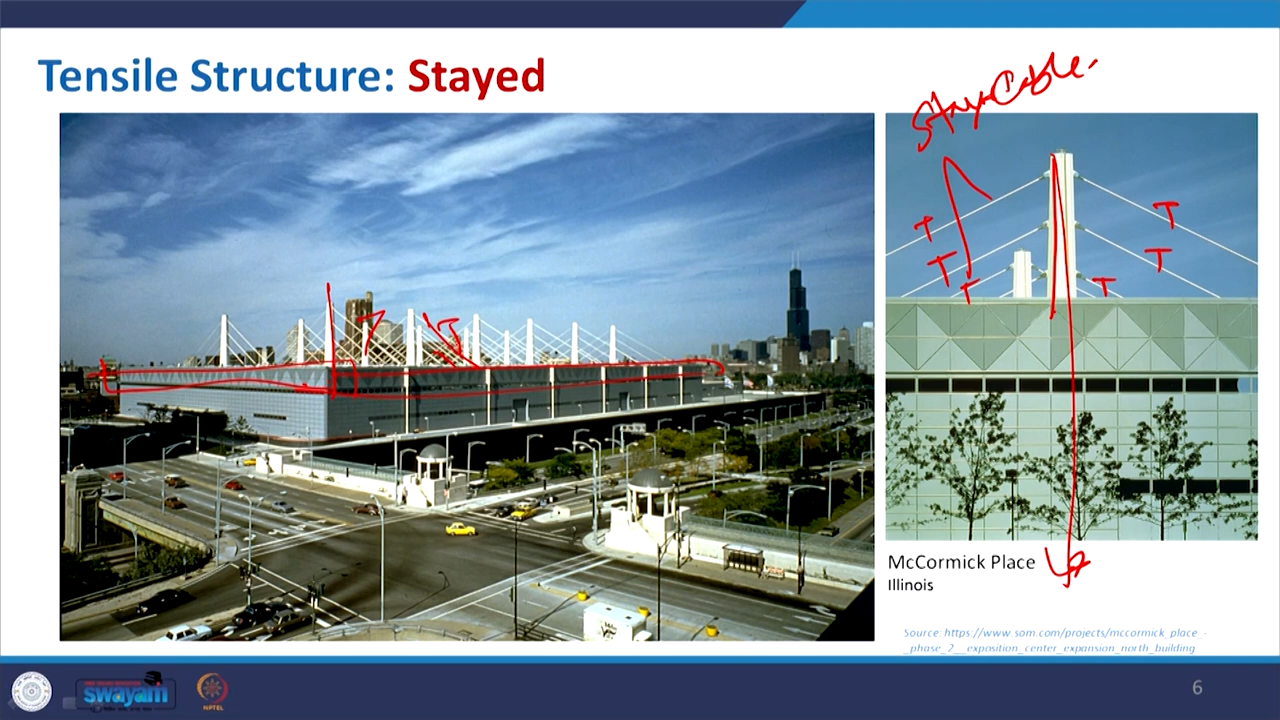 Tensile Structure: Stayed
Stay Cable.
T
T
T
T
T
T
McCormick Place
Illinois
Source: https://www.som.com/projects/mccormick_place_-
_phase_2__exposition_center_expansion_north_building
swayam
NPTEL
6